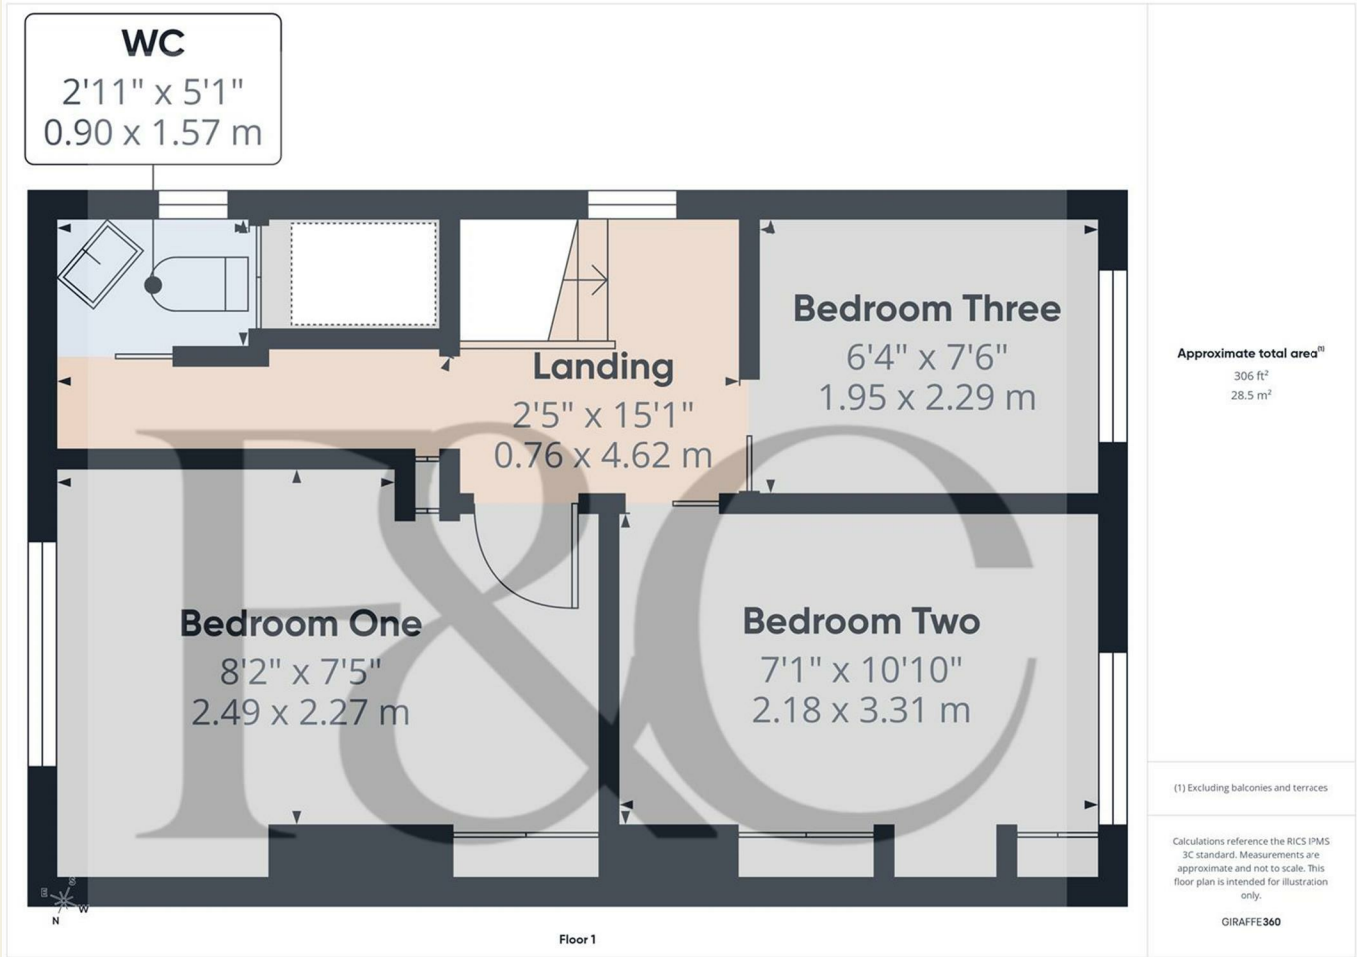 WC
2'11" x 5'1"
0.90 x 1.57 m
Bedroom Three
6'4" x 7'6"
1.95 x 2.29 m
Landing
2'5" x 15'1"
0.76 x 4.62 m
Bedroom One
8'2" x 7'5"
2.49 x 2.27 m
Bedroom Two
7'1" x 10'10"
2.18 x 3.31 m
F&C
W
N
Floor 1
Approximate total area(1)
306 ft²
28.5 m²
(1) Excluding balconies and terraces
Calculations reference the RICS IPMS
3C standard. Measurements are
approximate and not to scale. This
floor plan is intended for illustration
only.
GIRAFFE360